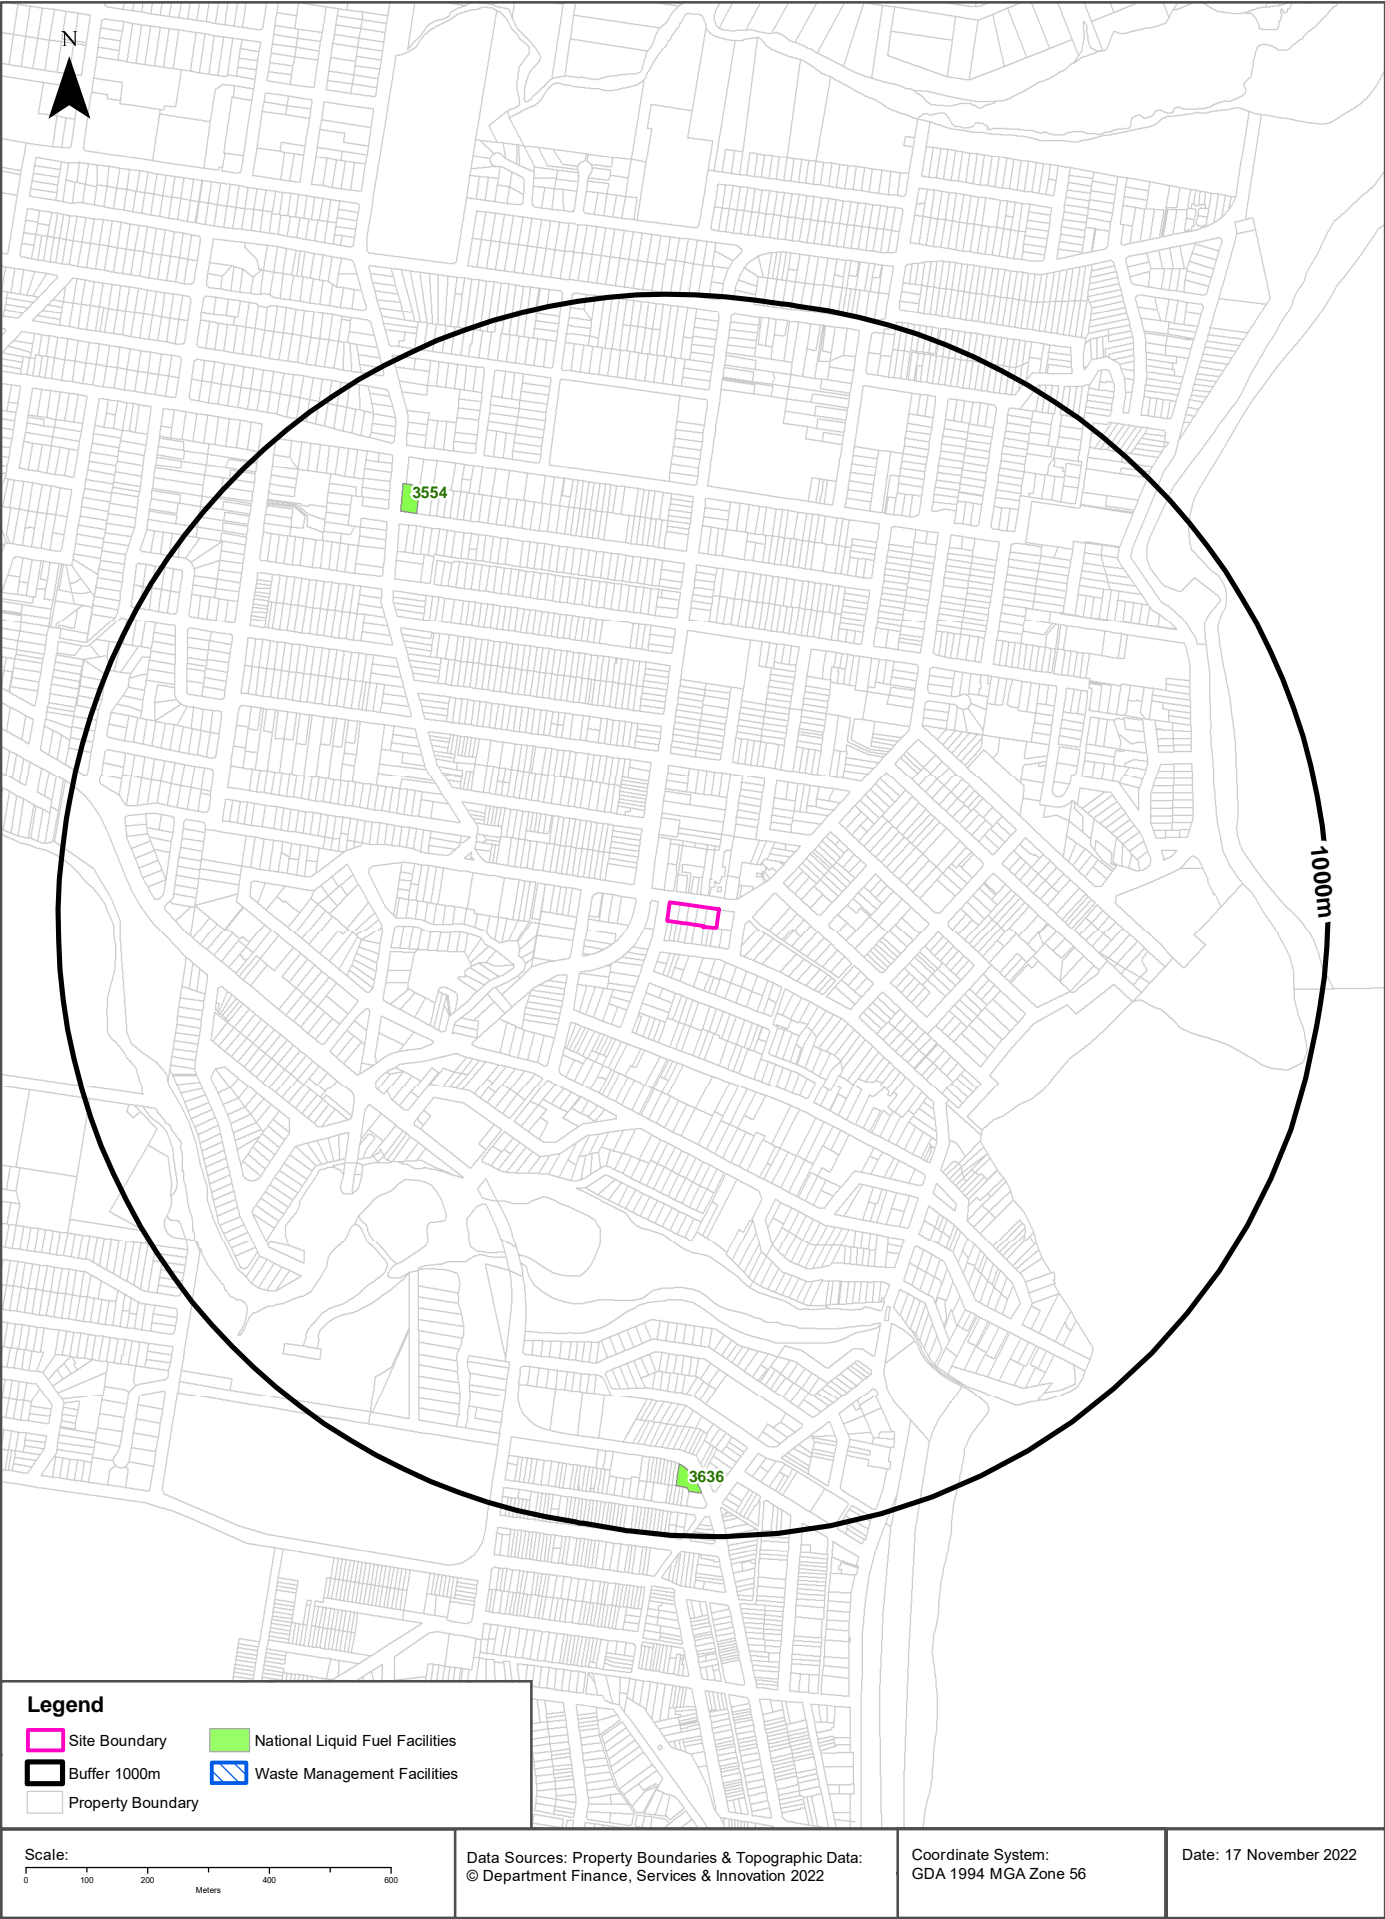 N
3554
1000m
3636
Legend
Site Boundary
National Liquid Fuel Facilities
Buffer 1000m
Waste Management Facilities
Property Boundary
Scale:
0 100 200 400 600
Meters
Data Sources: Property Boundaries & Topographic Data:
© Department Finance, Services & Innovation 2022
Coordinate System:
GDA 1994 MGA Zone 56
Date: 17 November 2022